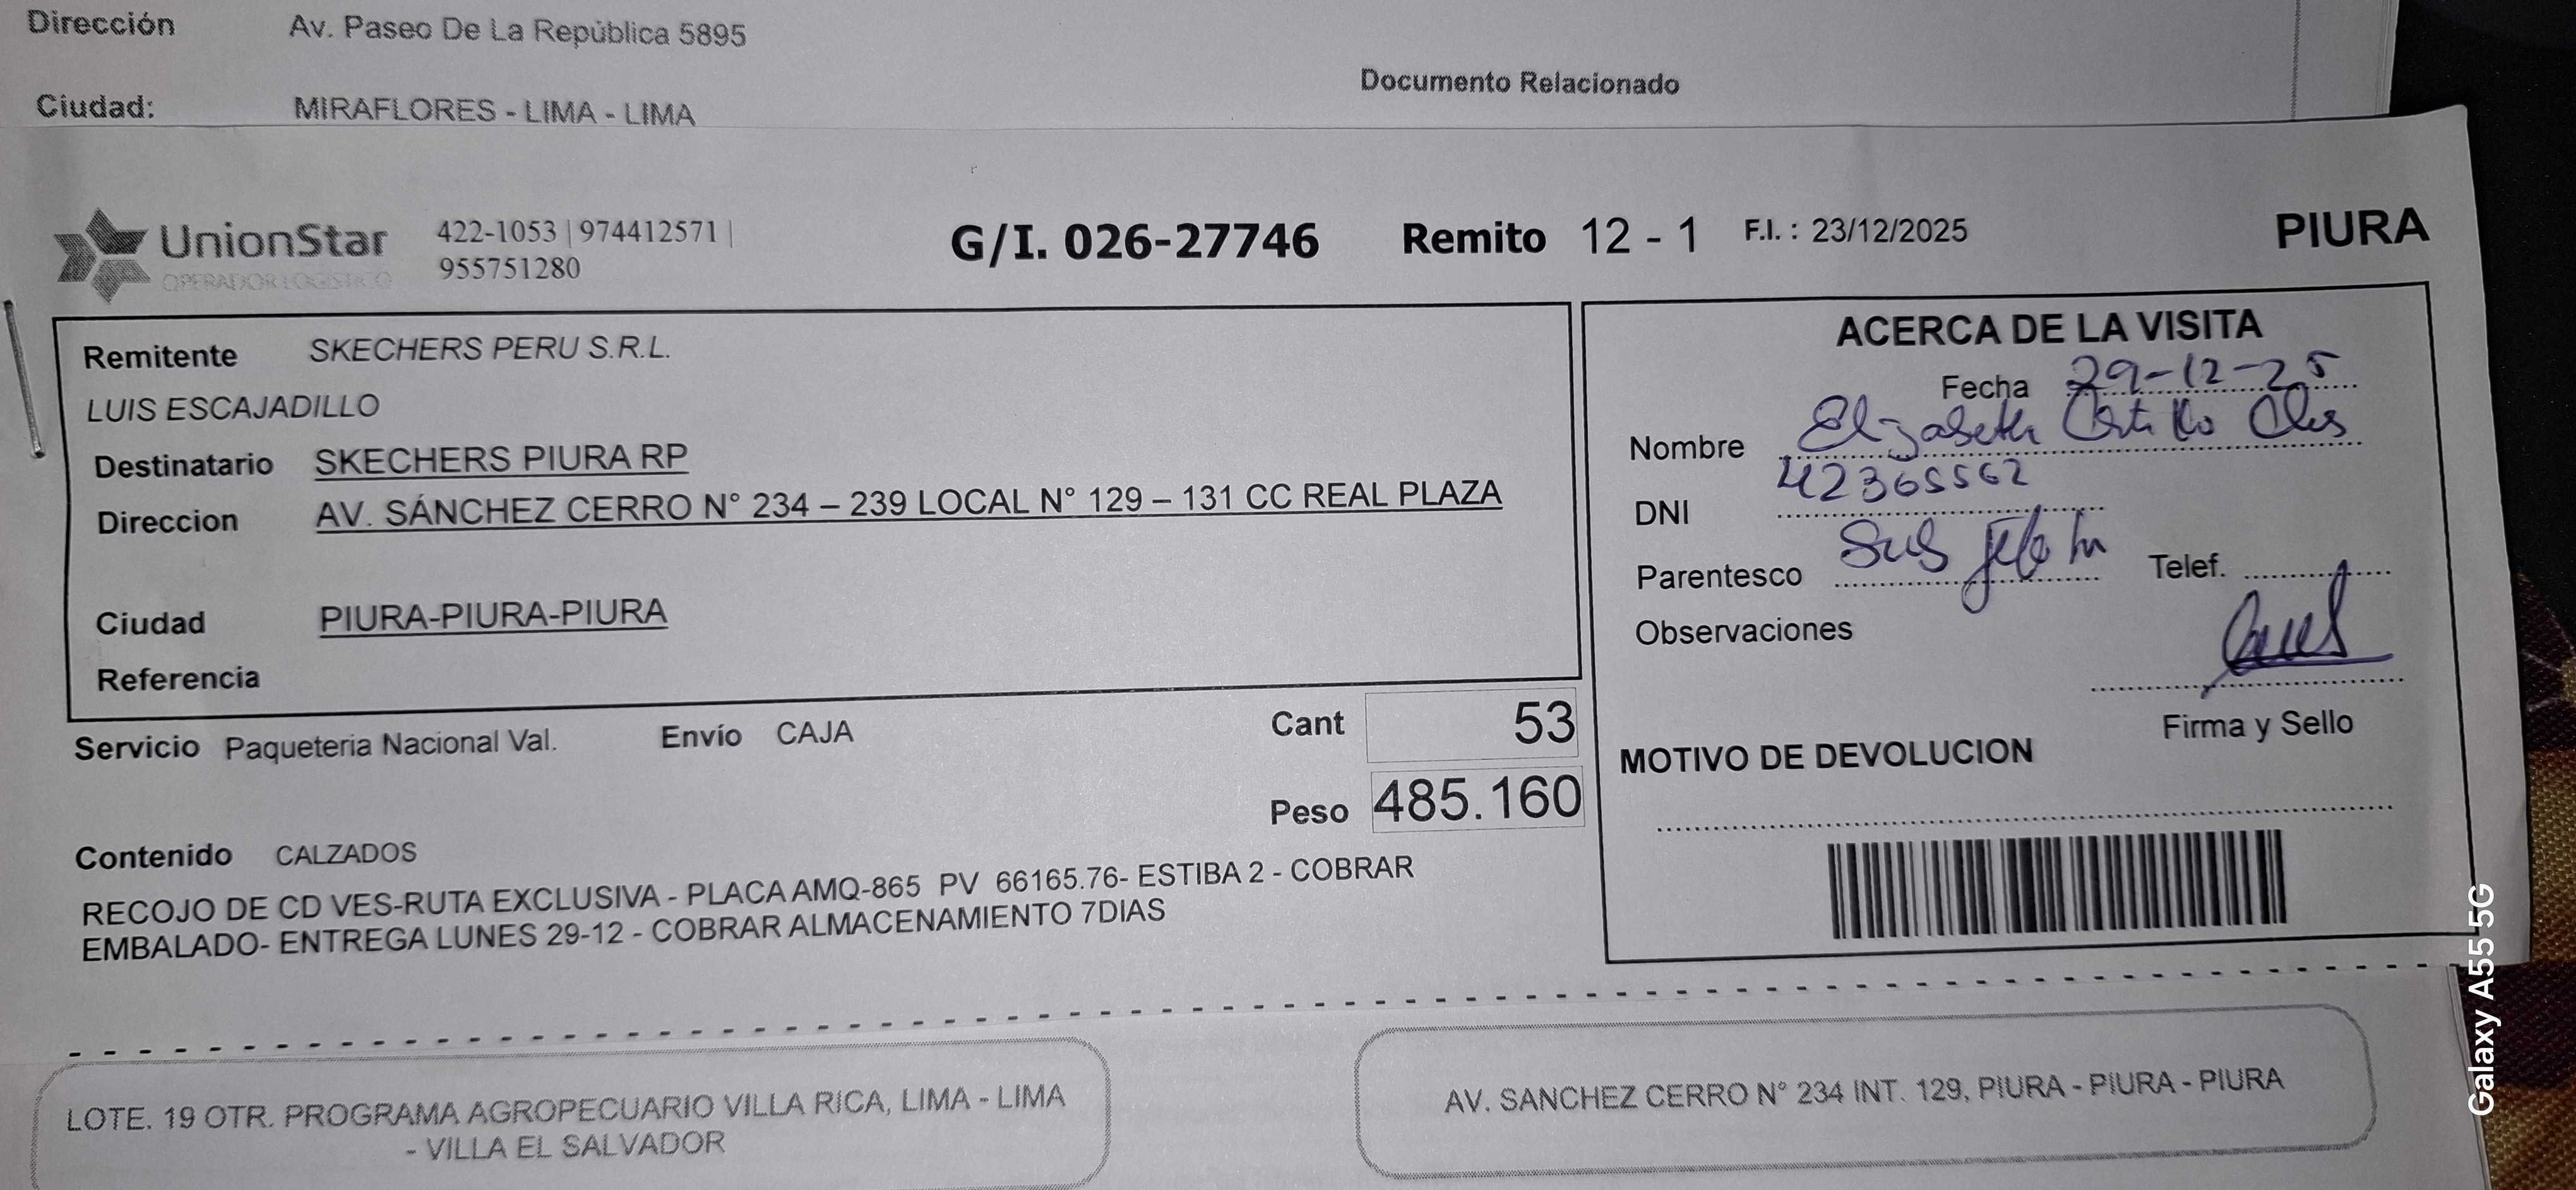 Dirección Av. Paseo De La República 5895
Documento Relacionado
Ciudad: MIRAFLORES - LIMA - LIMA
UnionStar
OPERADOR LOGISTICO
422-1053 | 974412571 |
955751280
G/I. 026-27746 Remito 12 - 1 F.I. : 23/12/2025 PIURA
Remitente SKECHERS PERU S.R.L.
LUIS ESCAJADILLO
Destinatario SKECHERS PIURA RP
Direccion AV. SÁNCHEZ CERRO N° 234 – 239 LOCAL N° 129 – 131 CC REAL PLAZA
Ciudad PIURA-PIURA-PIURA
Referencia
Servicio Paqueteria Nacional Val. Envío CAJA
Cant 53
Peso 485.160
Contenido CALZADOS
RECOJO DE CD VES-RUTA EXCLUSIVA - PLACA AMQ-865 PV 66165.76- ESTIBA 2 - COBRAR
EMBALADO- ENTREGA LUNES 29-12 - COBRAR ALMACENAMIENTO 7DIAS
ACERCA DE LA VISITA
Fecha 29-12-25
Nombre Elizabeth
DNI 42365562
Parentesco Sub
Telef.
Observaciones
Firma y Sello
MOTIVO DE DEVOLUCION
LOTE. 19 OTR. PROGRAMA AGROPECUARIO VILLA RICA, LIMA - LIMA
- VILLA EL SALVADOR
AV. SANCHEZ CERRO N° 234 INT. 129, PIURA - PIURA - PIURA
Galaxy A55 5G